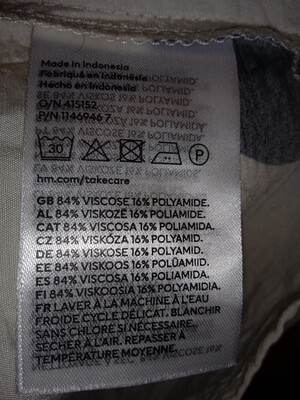 Made in Indonesia
Fabriqué en Indonésie
Hecho en Indonesia
O/N 415152
P/N 1146946 7
30
P
hm.com/takecare
GB 84% VISCOSE 16% POLYAMIDE.
AL 84% VISKOZË 16% POLIAMIDE.
CAT 84% VISCOSA 16% POLIAMIDA.
CZ 84% VISKÓZA 16% POLYAMID.
DE 84% VISKOSE 16% POLYAMID.
EE 84% VISKOOS 16% POLÜAMID.
ES 84% VISCOSA 16% POLIAMIDA.
FI 84% VISKOOSIA 16% POLYAMIDIA.
FR LAVER À LA MACHINE À L'EAU
FROIDE CYCLE DÉLICAT. BLANCHIR
SANS CHLORE SI NÉCESSAIRE.
SÉCHER À L'AIR. REPASSER À
TEMPÉRATURE MOYENNE.